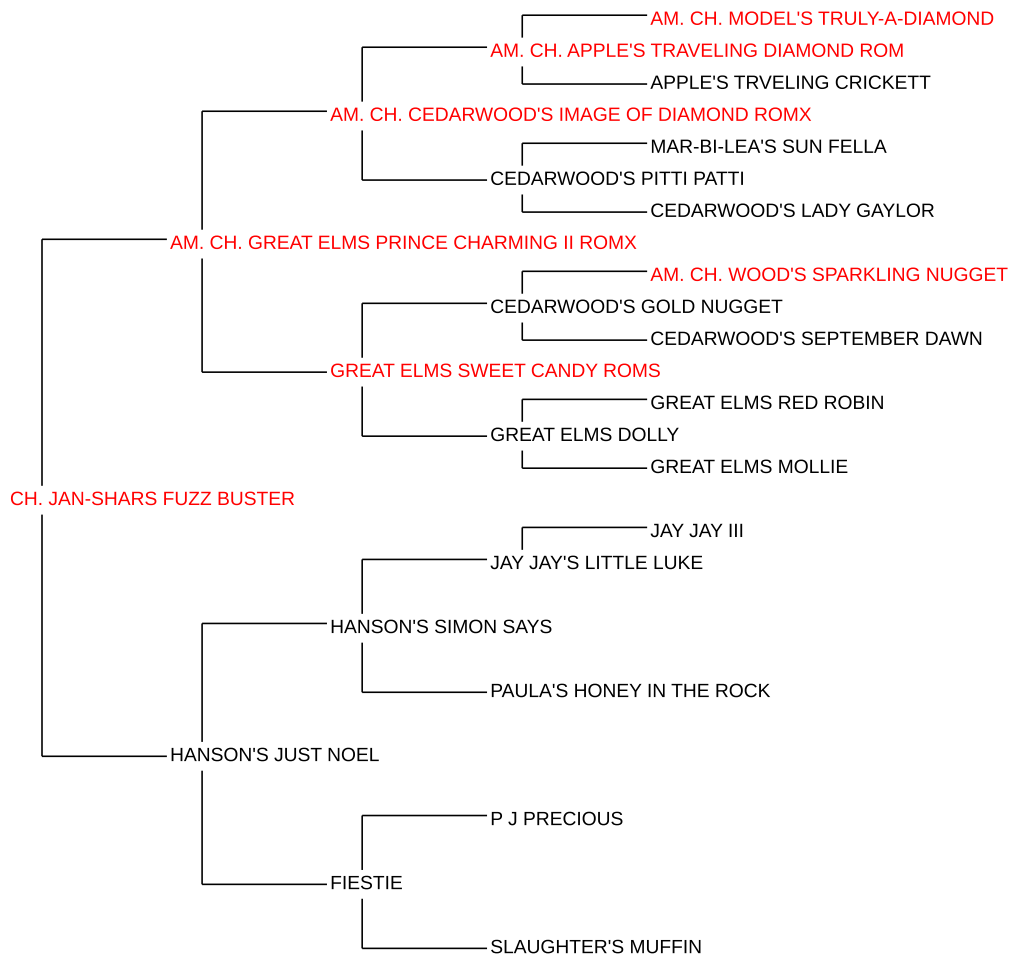 AM. CH. MODEL'S TRULY-A-DIAMOND
AM. CH. APPLE'S TRAVELING DIAMOND ROM
APPLE'S TRVELING CRICKETT
AM. CH. CEDARWOOD'S IMAGE OF DIAMOND ROMX
MAR-BI-LEA'S SUN FELLA
CEDARWOOD'S PITTI PATTI
CEDARWOOD'S LADY GAYLOR
AM. CH. GREAT ELMS PRINCE CHARMING II ROMX
AM. CH. WOOD'S SPARKLING NUGGET
CEDARWOOD'S GOLD NUGGET
CEDARWOOD'S SEPTEMBER DAWN
GREAT ELMS SWEET CANDY ROMS
GREAT ELMS RED ROBIN
GREAT ELMS DOLLY
GREAT ELMS MOLLIE
CH. JAN-SHARS FUZZ BUSTER
JAY JAY III
JAY JAY'S LITTLE LUKE
HANSON'S SIMON SAYS
PAULA'S HONEY IN THE ROCK
HANSON'S JUST NOEL
P J PRECIOUS
FIESTIE
SLAUGHTER'S MUFFIN